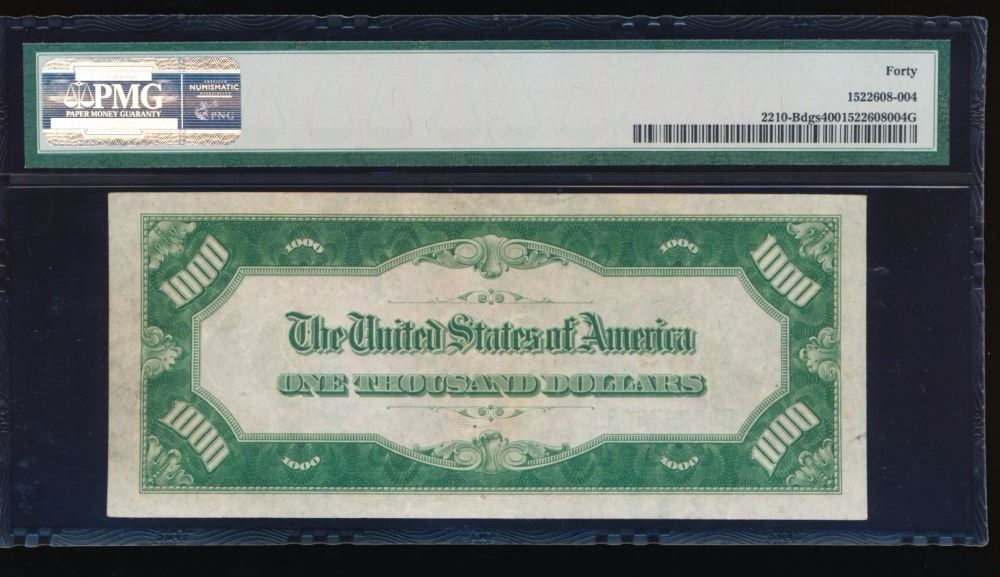 PMG
PAPER MONEY GUARANTY
NUMISMATIC
PNG
Forty
1522608-004
2210-Bdgs4001522608004G
1000
1000
1000
1000
The United States of America
ONE THOUSAND DOLLARS
1000
1000
1000
1000